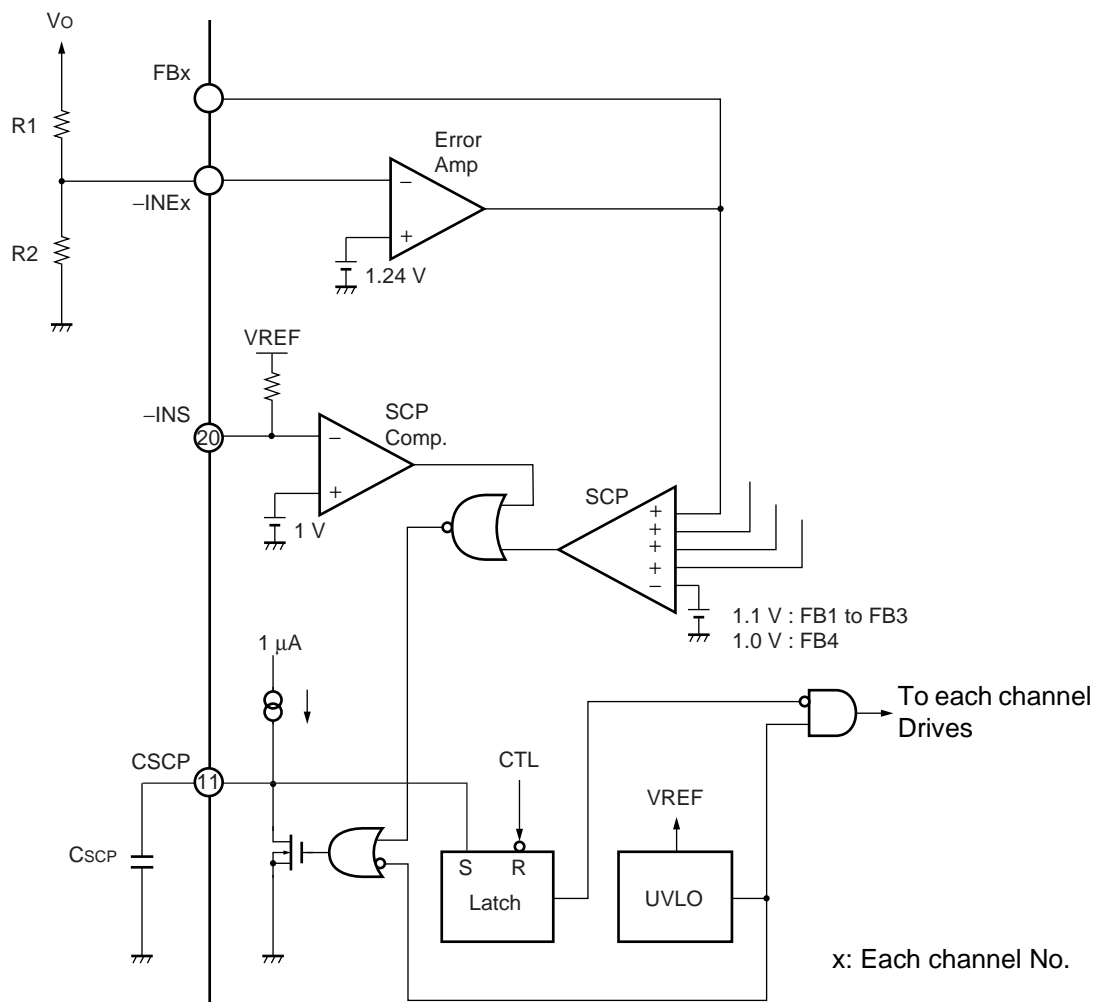 Vo
FBx
R1
Error
Amp
−
−INEx
+
R2
1.24 V
VREF
−INS
20
SCP
Comp.
−
+
1 V
SCP
+
+
+
+
−
1.1 V : FB1 to FB3
1.0 V : FB4
1 μA
To each channel
Drives
CSCP
11
CTL
VREF
CSCP
S R
Latch
UVLO
x: Each channel No.